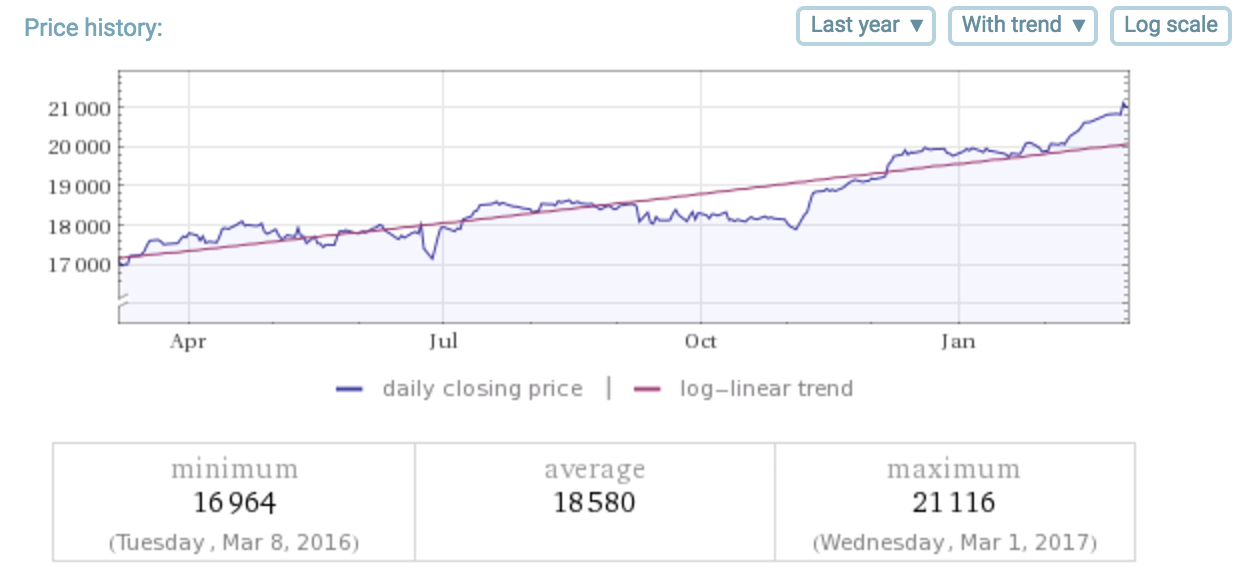 Price history:
Last year ▼ With trend ▼ Log scale
21 000
20 000
19 000
18 000
17 000
Apr Jul Oct Jan
daily closing price | log–linear trend
minimum average maximum
16 964 18 580 21 116
(Tuesday, Mar 8, 2016) (Wednesday, Mar 1, 2017)